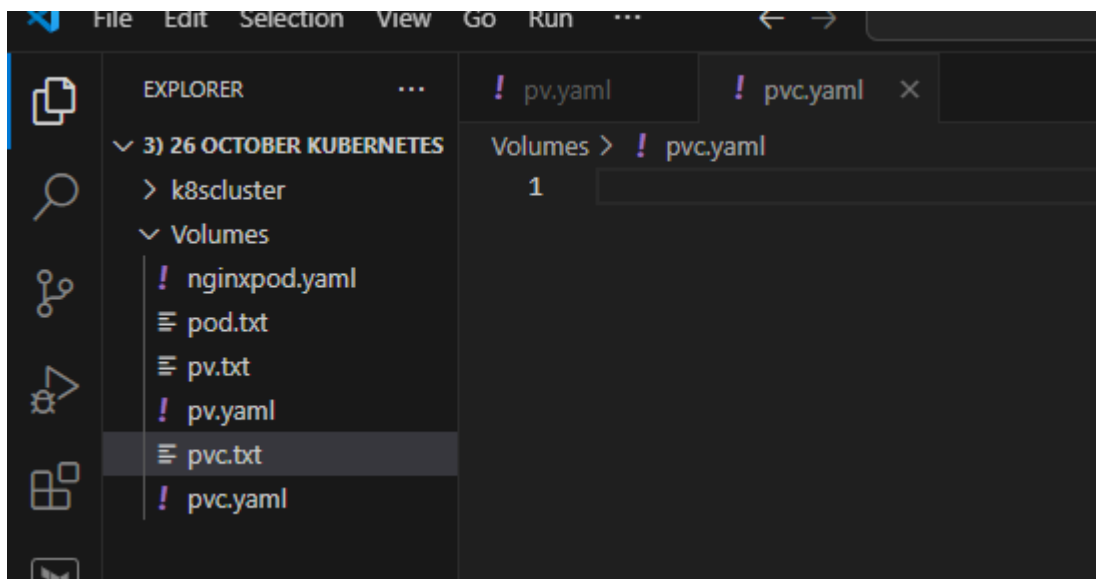 File Edit Selection View Go Run ··· ← →
EXPLORER ···
3) 26 OCTOBER KUBERNETES
k8scluster
Volumes
! nginxpod.yaml
pod.txt
pv.txt
! pv.yaml
pvc.txt
! pvc.yaml
! pv.yaml ! pvc.yaml ×
Volumes > ! pvc.yaml
1